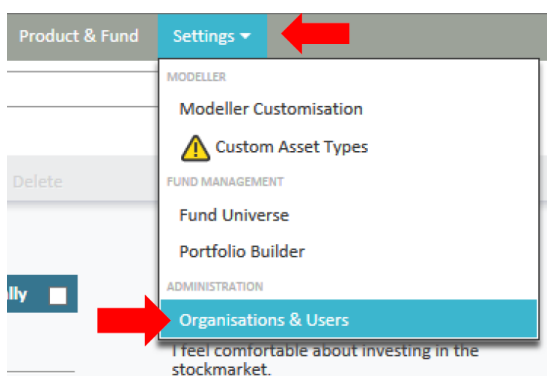 Product & Fund
Settings
MODELLER
Modeller Customisation
Custom Asset Types
Delete
FUND MANAGEMENT
Fund Universe
Portfolio Builder
ADMINISTRATION
lly
Organisations & Users
I feel comfortable about investing in the
stockmarket.